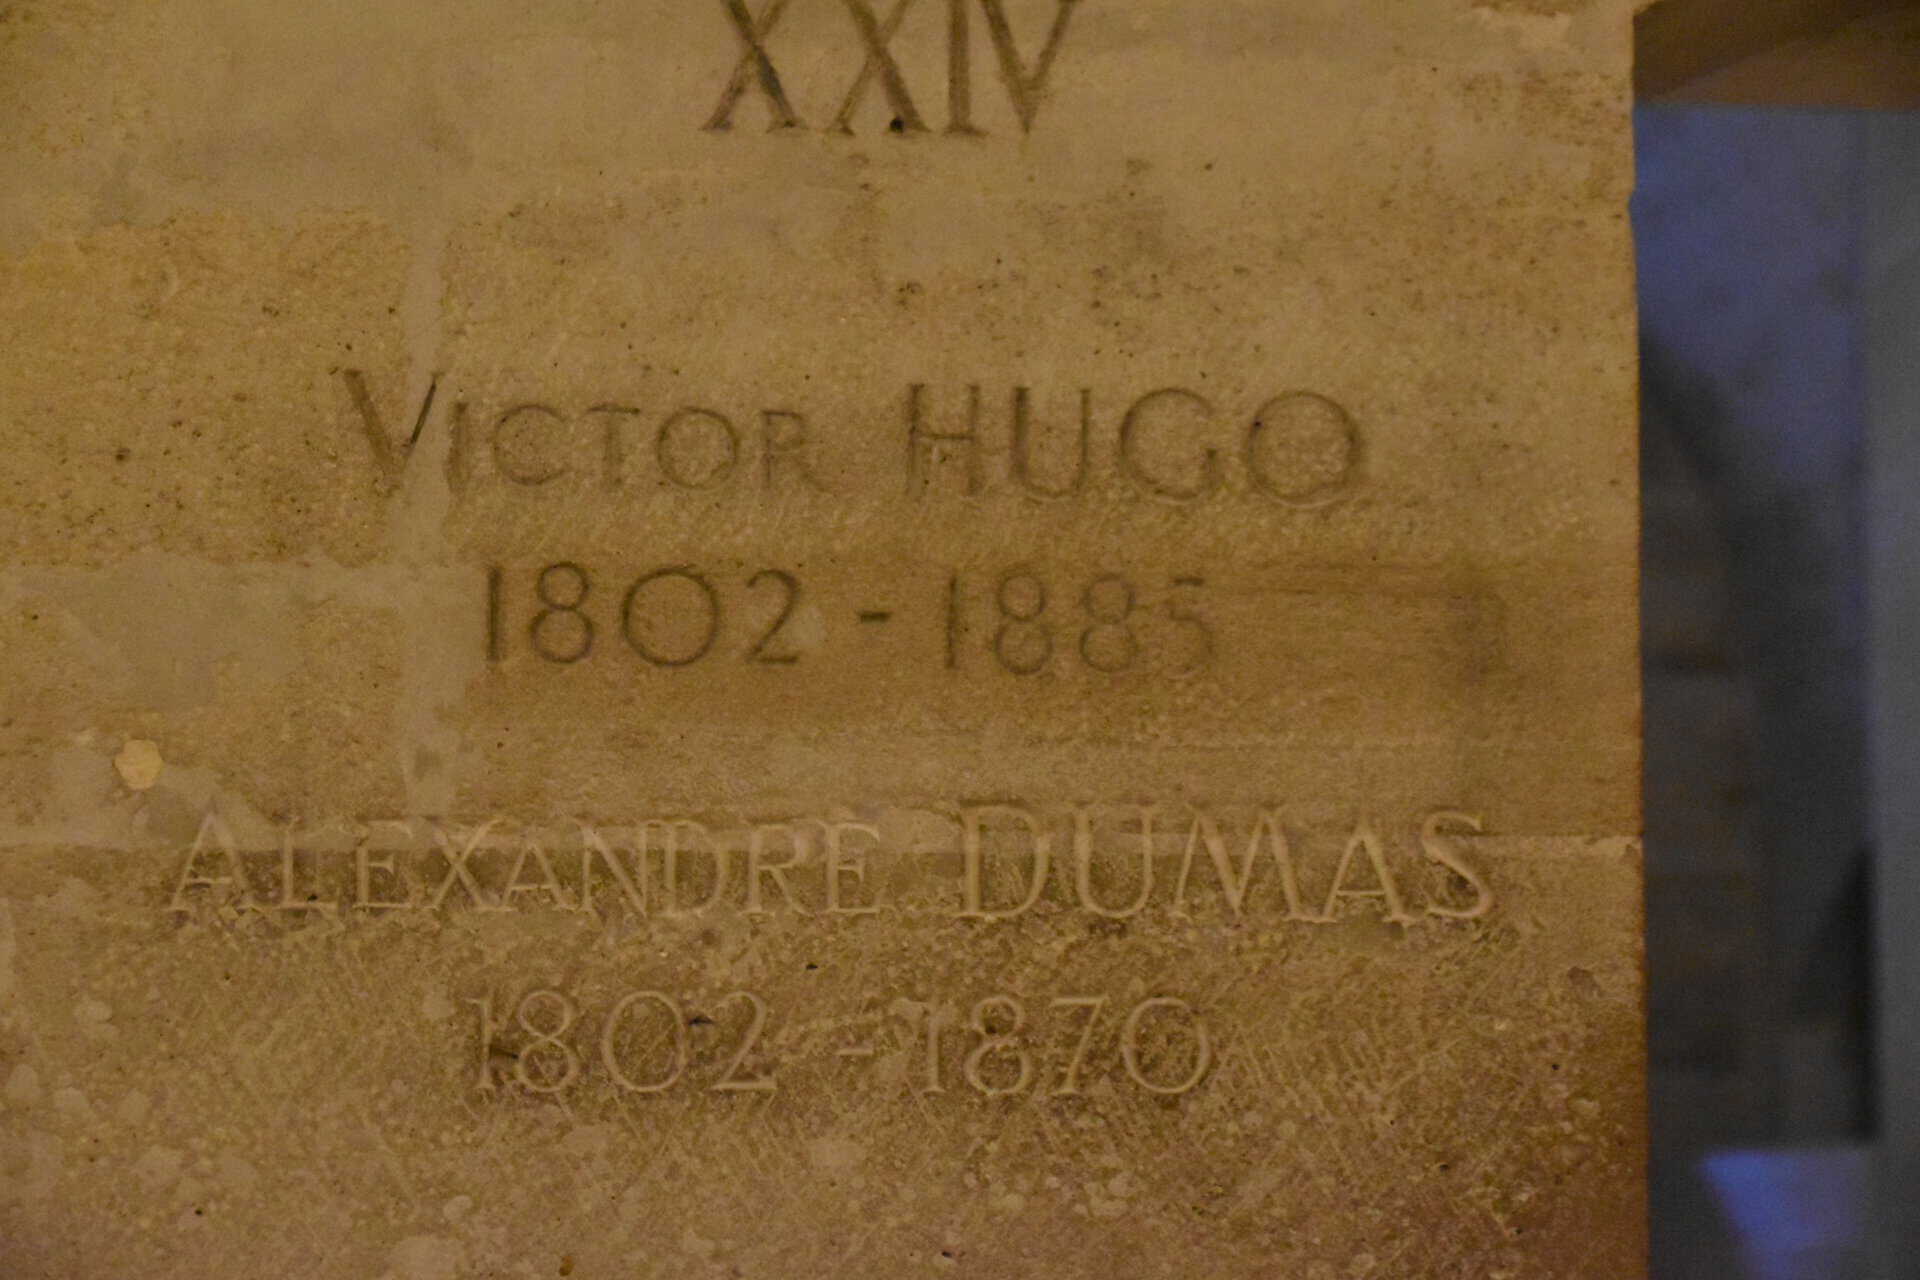 XXIV
VICTOR HUGO
1802 - 1885
ALEXANDRE DUMAS
1802 - 1870